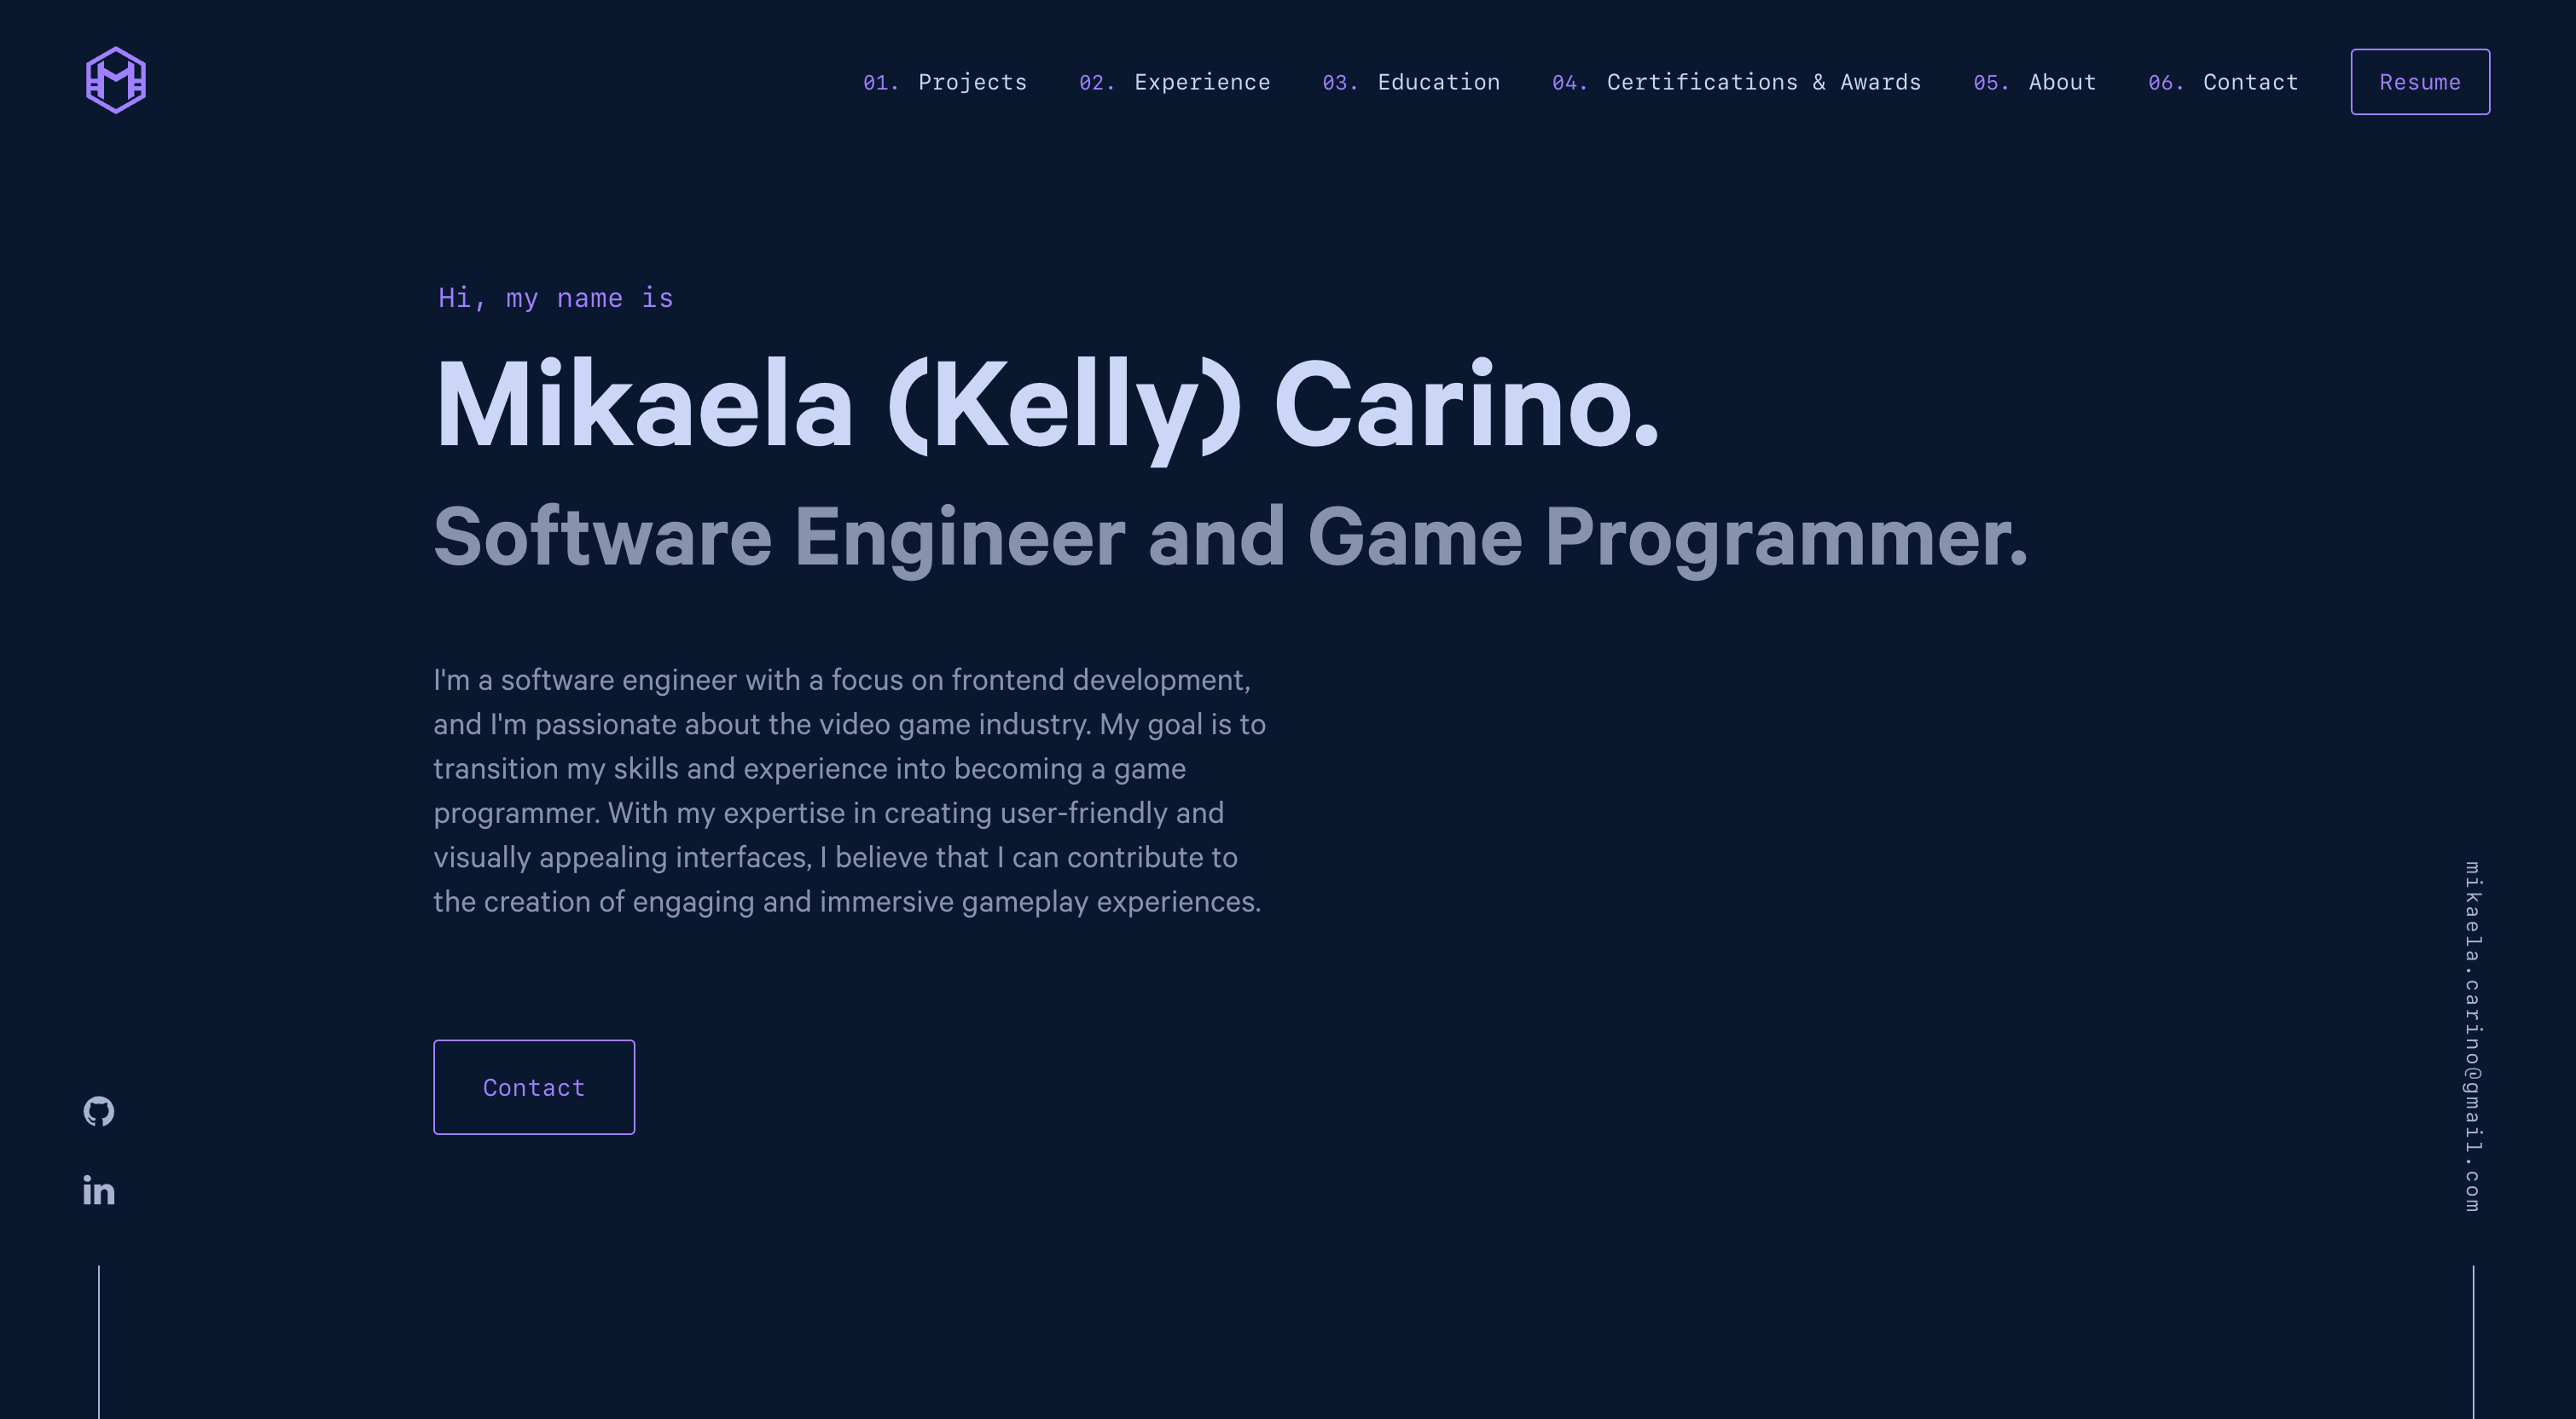 01. Projects 02. Experience 03. Education 04. Certifications & Awards 05. About 06. Contact Resume
Hi, my name is
Mikaela (Kelly) Carino.
Software Engineer and Game Programmer.
I'm a software engineer with a focus on frontend development,
and I'm passionate about the video game industry. My goal is to
transition my skills and experience into becoming a game
programmer. With my expertise in creating user-friendly and
visually appealing interfaces, I believe that I can contribute to
the creation of engaging and immersive gameplay experiences.
Contact
in
mikaela.carino@gmail.com